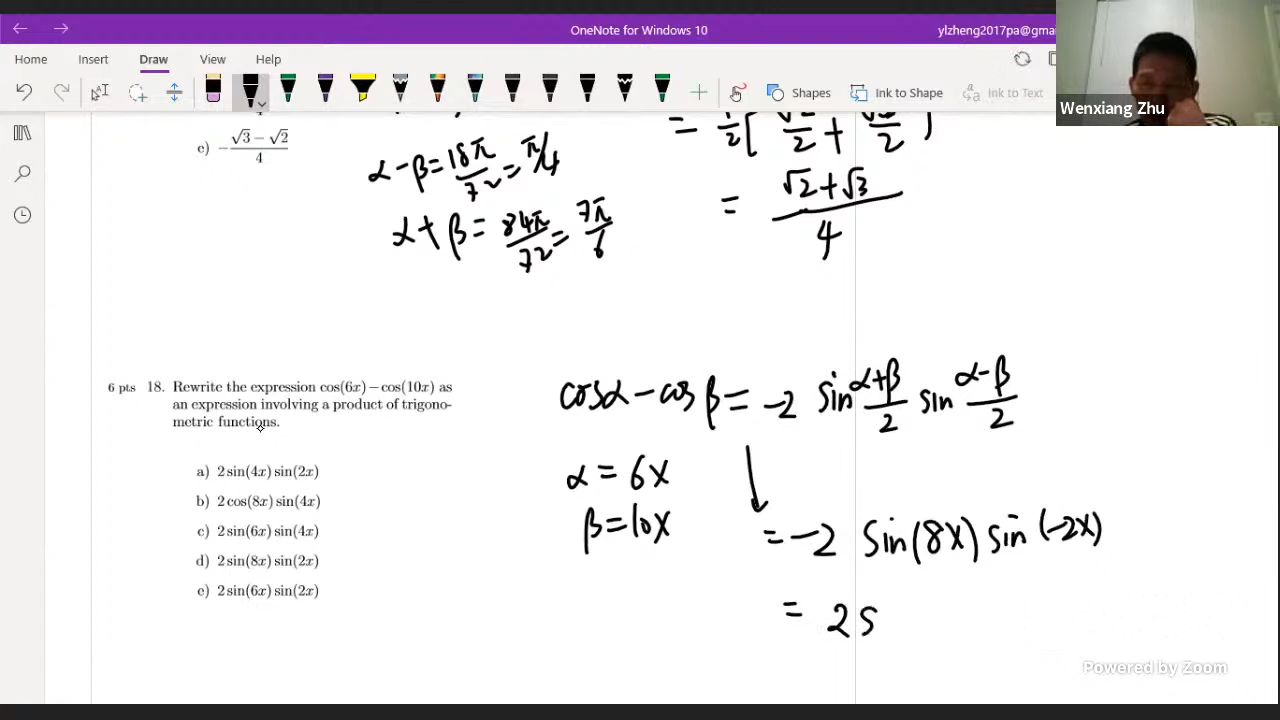 OneNote for Windows 10
ylzheng2017pa@gma
Home Insert Draw View Help
Shapes Ink to Shape Ink to Text
Wenxiang Zhu
e) −(√3 − √2)/4
α − β = 18π/72 = π/4
α + β = 84π/72 = 7π/6
= (√2 + √3)/4
6 pts 18. Rewrite the expression cos(6x) − cos(10x) as
an expression involving a product of trigono-
metric functions.
a) 2 sin(4x) sin(2x)
b) 2 cos(8x) sin(4x)
c) 2 sin(6x) sin(4x)
d) 2 sin(8x) sin(2x)
e) 2 sin(6x) sin(2x)
cosα − cosβ = −2 sin (α+β)/2 sin (α−β)/2
α = 6x
β = 10x
= −2 sin(8x) sin(−2x)
= 2 s
Powered by Zoom